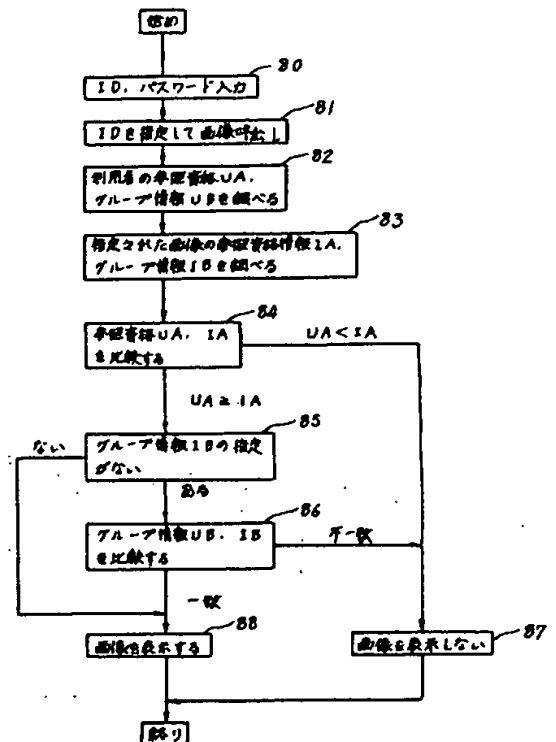 始め
80
ID、パスワード入力
81
IDを指定して画像呼出し
82
利用者の参照資格UA、
グループ情報UBを調べる
83
指定された画像の参照資格情報IA、
グループ情報IBを調べる
84
参照資格UA、IA
を比較する
UA<IA
UA≧IA
85
グループ情報IBの指定
がない
ない
ある
86
グループ情報UB、IB
を比較する
不一致
一致
88
画像を表示する
87
画像を表示しない
終り